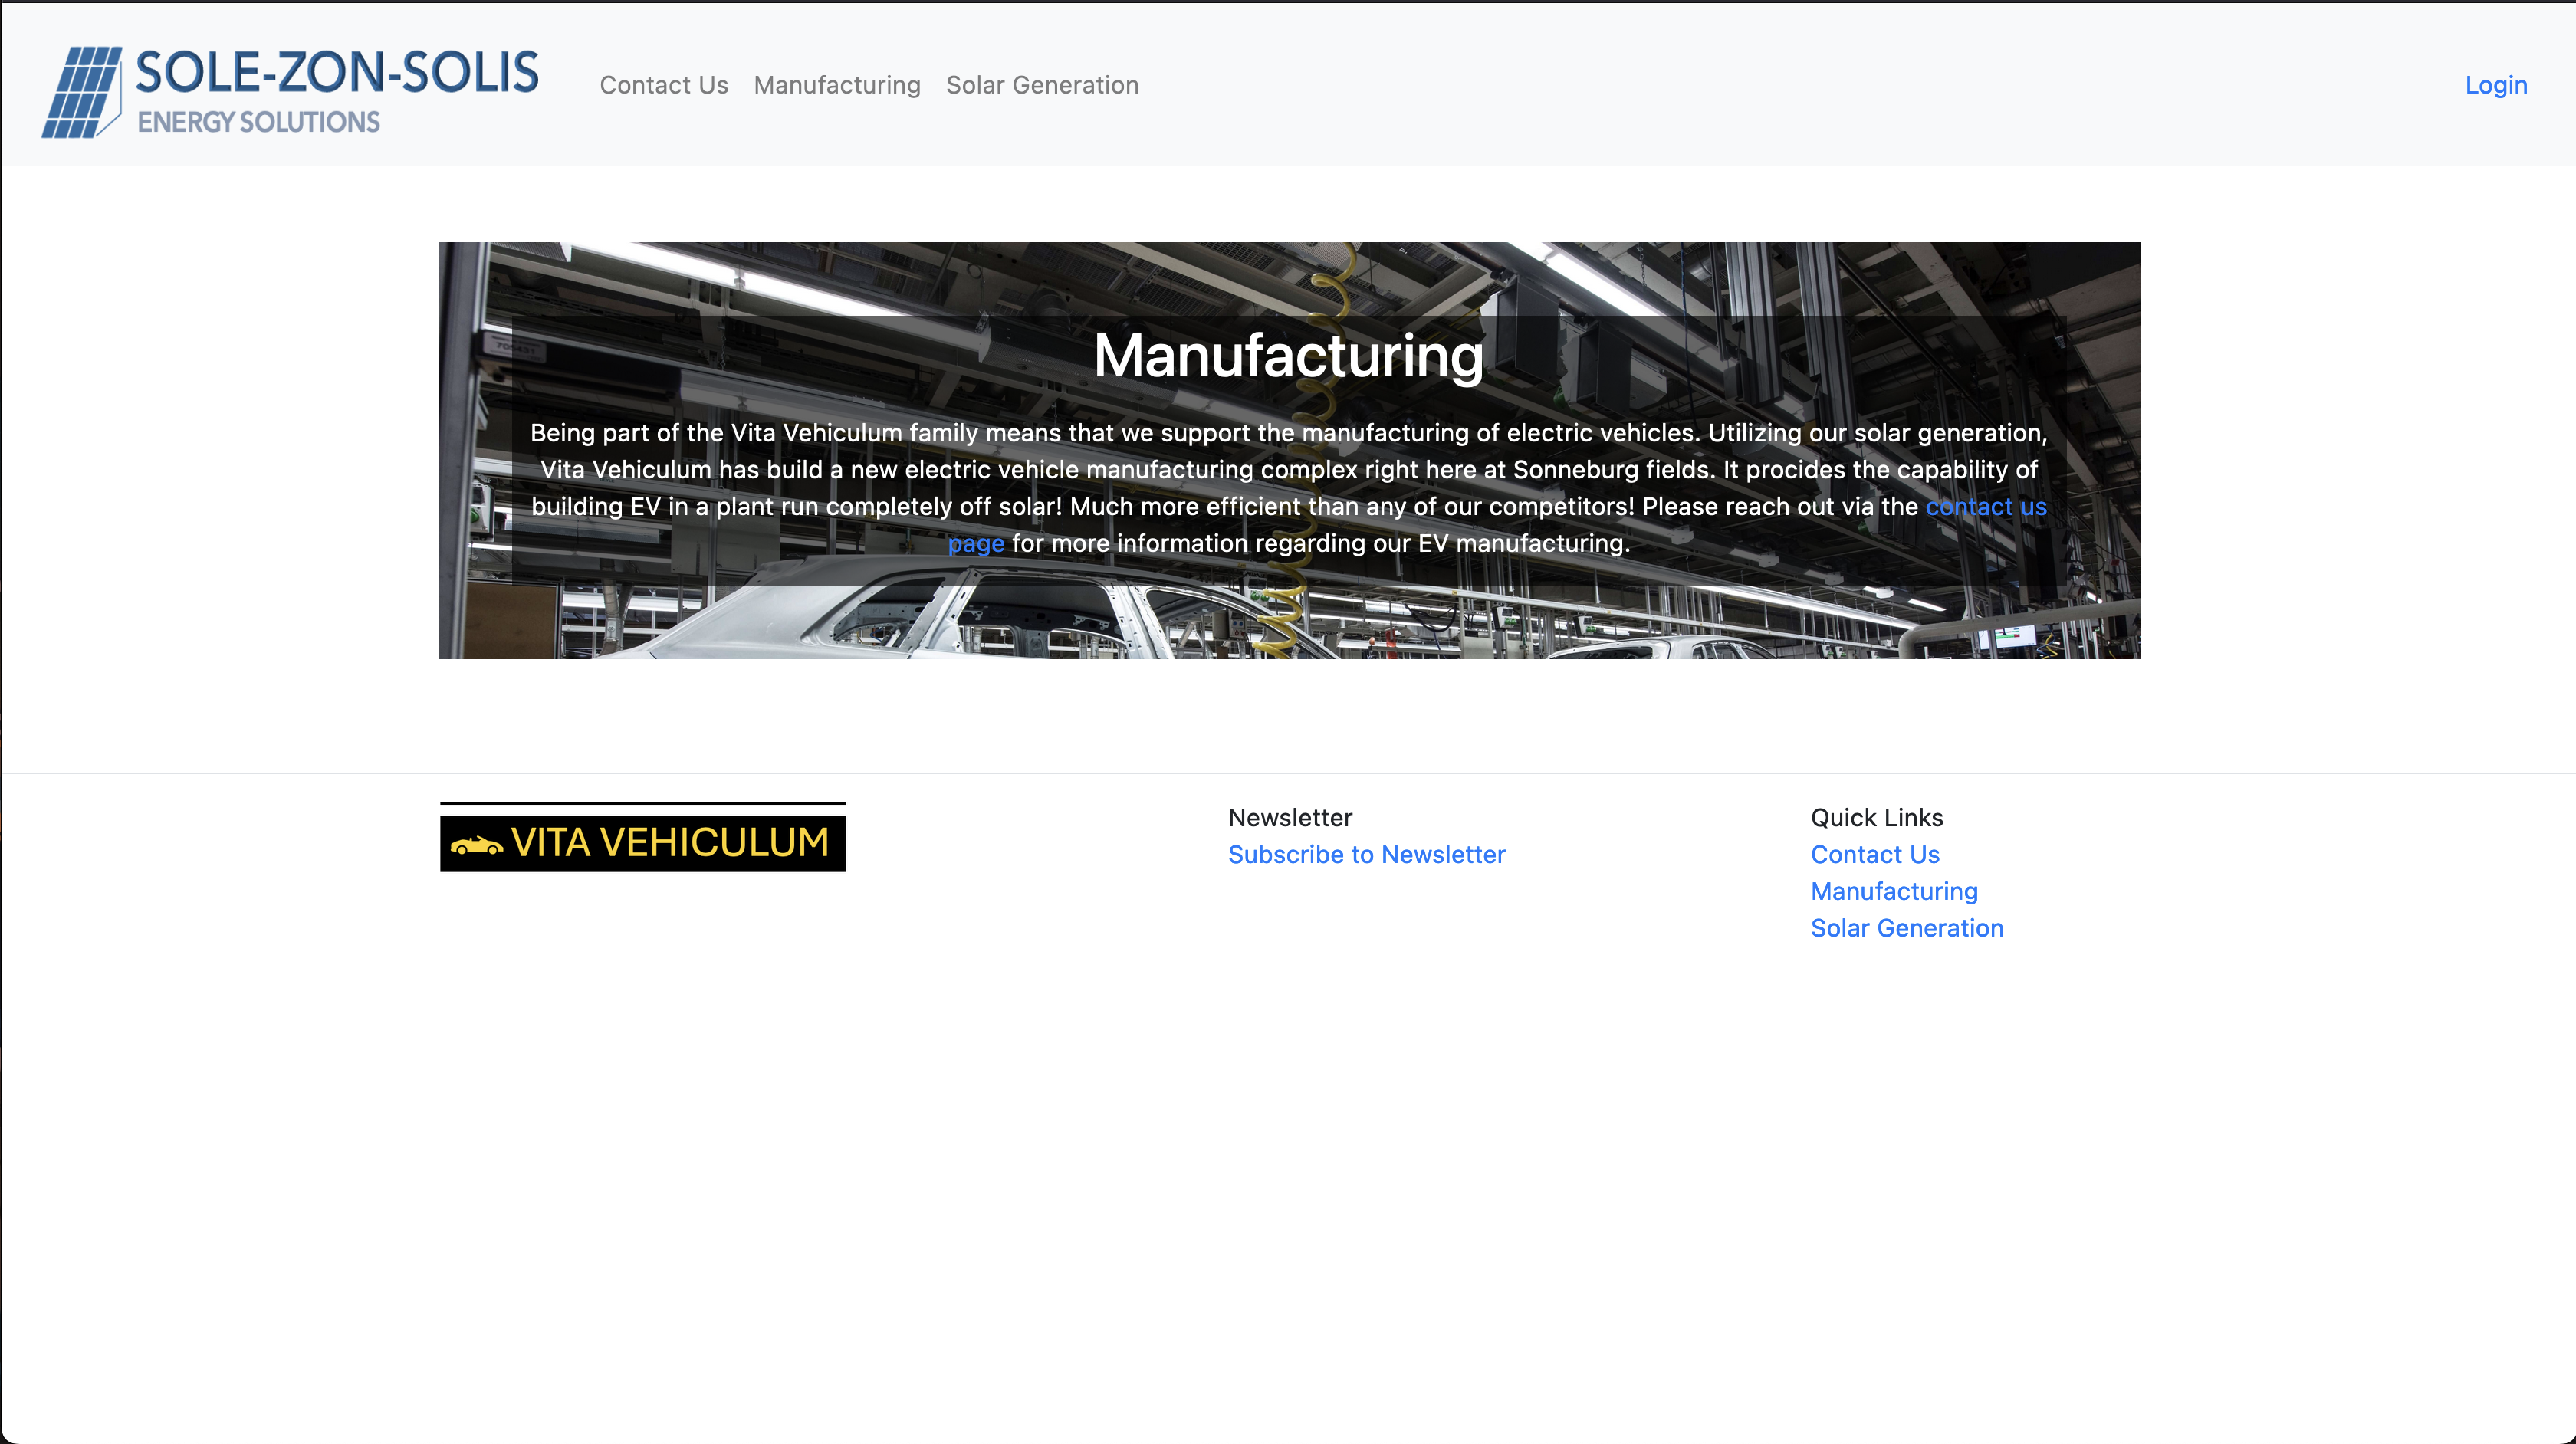 SOLE-ZON-SOLIS
ENERGY SOLUTIONS
Contact Us Manufacturing Solar Generation
Login
Manufacturing
Being part of the Vita Vehiculum family means that we support the manufacturing of electric vehicles. Utilizing our solar generation,
Vita Vehiculum has build a new electric vehicle manufacturing complex right here at Sonneburg fields. It procides the capability of
building EV in a plant run completely off solar! Much more efficient than any of our competitors! Please reach out via the contact us
page for more information regarding our EV manufacturing.
VITA VEHICULUM
Newsletter
Subscribe to Newsletter
Quick Links
Contact Us
Manufacturing
Solar Generation